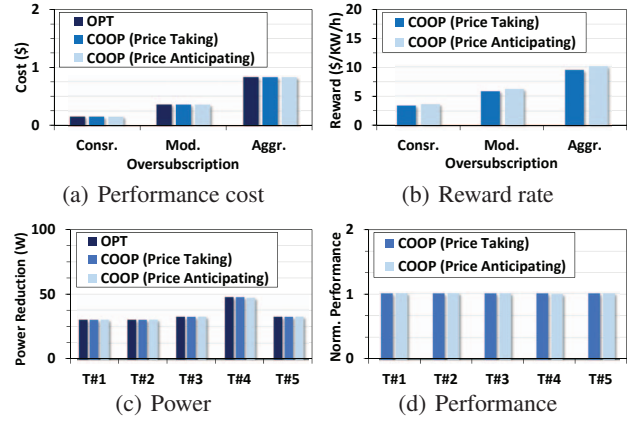 2
1
0
Cost ($)
OPT
COOP (Price Taking)
COOP (Price Anticipating)
Consr. Mod. Aggr.
Oversubscription
(a) Performance cost
20
15
10
5
0
Reward ($/KW/h)
COOP (Price Taking)
COOP (Price Anticipating)
Consr. Mod. Aggr.
Oversubscription
(b) Reward rate
100
50
0
Power Reduction (W)
OPT
COOP (Price Taking)
COOP (Price Anticipating)
T#1 T#2 T#3 T#4 T#5
(c) Power
2
1
0
Norm. Performance
COOP (Price Taking)
COOP (Price Anticipating)
T#1 T#2 T#3 T#4 T#5
(d) Performance